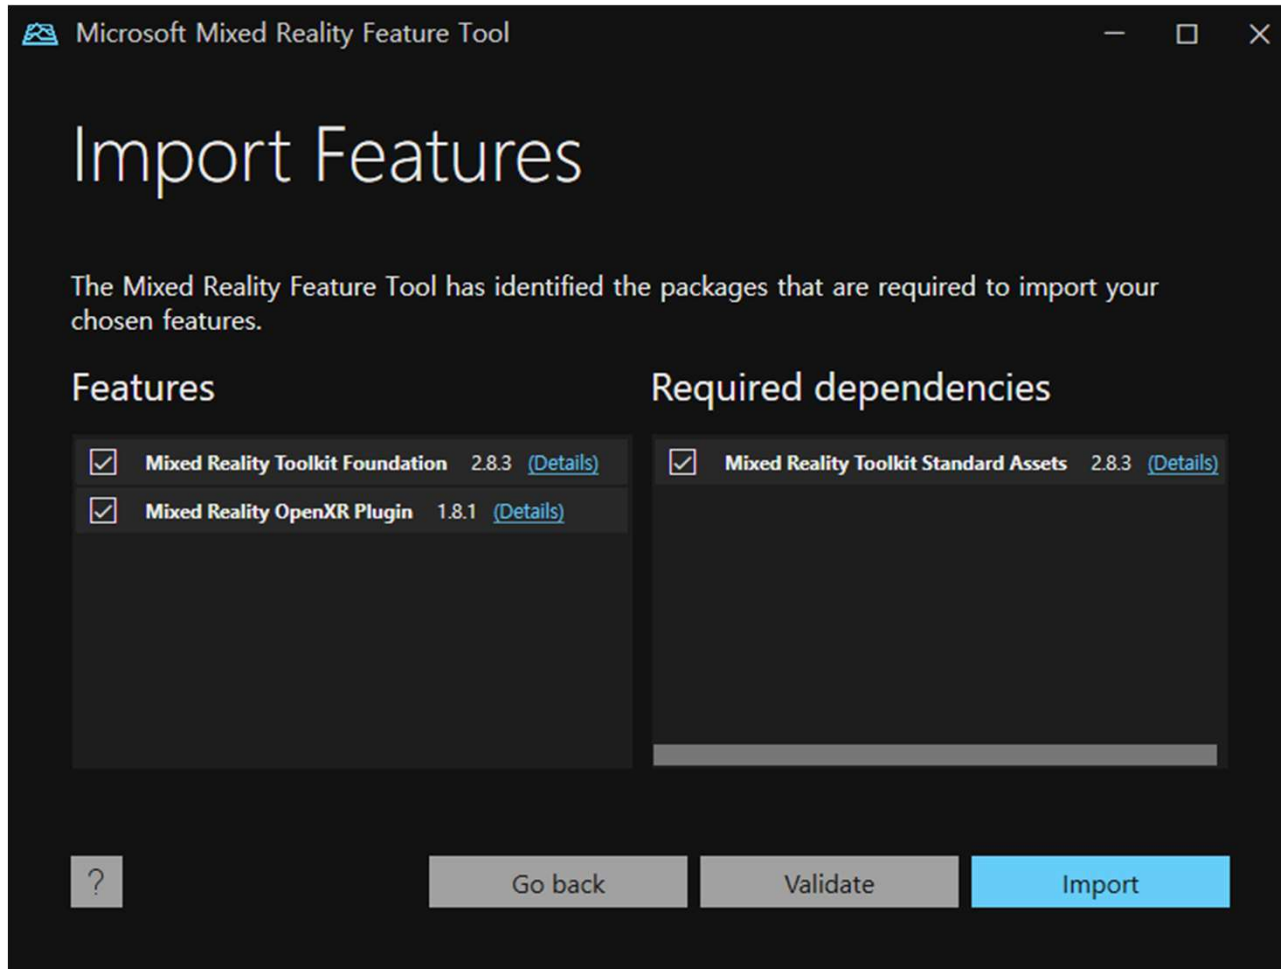 Microsoft Mixed Reality Feature Tool
Import Features
The Mixed Reality Feature Tool has identified the packages that are required to import your
chosen features.
Features
Mixed Reality Toolkit Foundation 2.8.3 (Details)
Mixed Reality OpenXR Plugin 1.8.1 (Details)
Required dependencies
Mixed Reality Toolkit Standard Assets 2.8.3 (Details)
?
Go back
Validate
Import